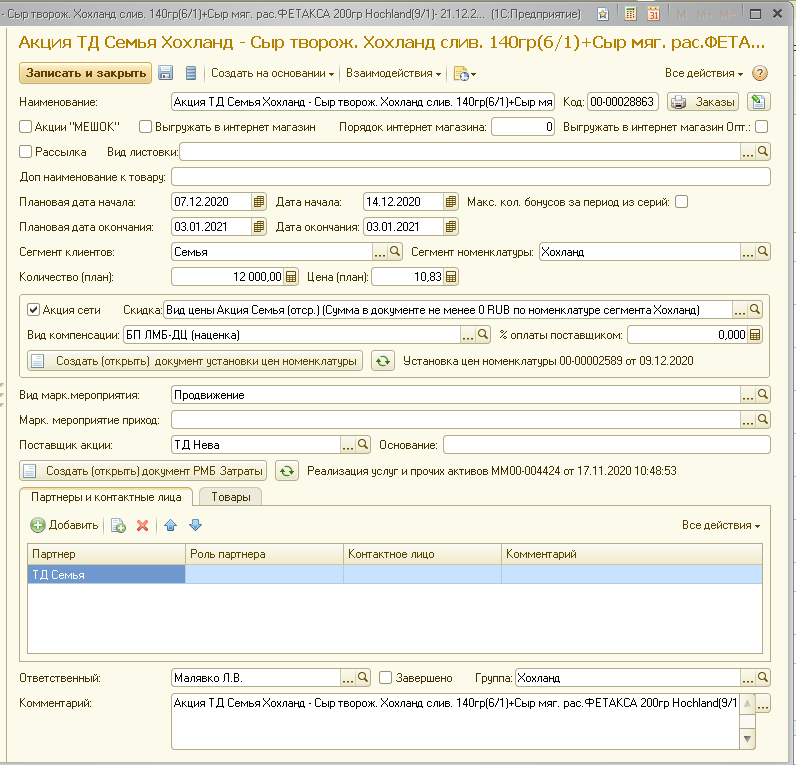 - Сыр творож. Хохланд слив. 140гр(6/1)+Сыр мяг. рас.ФЕТАКСА 200гр Hochland(9/1)- 21.12.2... (1С:Предприятие) 31 M M+ M-
Акция ТД Семья Хохланд - Сыр творож. Хохланд слив. 140гр(6/1)+Сыр мяг. рас.ФЕТА...
Записать и закрыть Создать на основании Взаимодействия Все действия ?
Наименование: Акция ТД Семья Хохланд - Сыр творож. Хохланд слив. 140гр(6/1)+Сыр мя Код: 00-00028863 Заказы
Акции "МЕШОК" Выгружать в интернет магазин Порядок интернет магазина: 0 Выгружать в интернет магазин Опт.:
Рассылка Вид листовки: ...
Доп наименование к товару:
Плановая дата начала: 07.12.2020 Дата начала: 14.12.2020 Макс. кол. бонусов за период из серий:
Плановая дата окончания: 03.01.2021 Дата окончания: 03.01.2021
Сегмент клиентов: Семья ... Сегмент номенклатуры: Хохланд ...
Количество (план): 12 000,00 Цена (план): 10,83
Акция сети Скидка: Вид цены Акция Семья (отср.) (Сумма в документе не менее 0 RUB по номенклатуре сегмента Хохланд) ...
Вид компенсации: БП ЛМБ-ДЦ (наценка) ... % оплаты поставщиком: 0,000
Создать (открыть) документ установки цен номенклатуры Установка цен номенклатуры 00-00002589 от 09.12.2020
Вид марк.мероприятия: Продвижение ...
Марк. мероприятие приход: ...
Поставщик акции: ТД Нева ... Основание:
Создать (открыть) документ РМБ Затраты Реализация услуг и прочих активов ММ00-004424 от 17.11.2020 10:48:53
Партнеры и контактные лица Товары
Добавить Все действия
Партнер Роль партнера Контактное лицо Комментарий
ТД Семья
Ответственный: Малявко Л.В. ... Завершено Группа: Хохланд ...
Комментарий: Акция ТД Семья Хохланд - Сыр творож. Хохланд слив. 140гр(6/1)+Сыр мяг. рас.ФЕТАКСА 200гр Hochland(9/1 ...